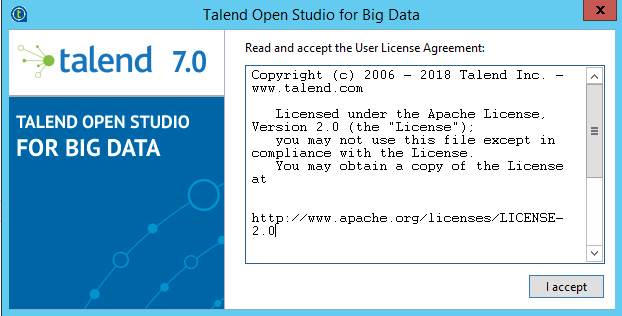 Talend Open Studio for Big Data
x
talend 7.0
TALEND OPEN STUDIO
FOR BIG DATA
Read and accept the User License Agreement:
Copyright (c) 2006 – 2018 Talend Inc. –
www.talend.com
Licensed under the Apache License,
Version 2.0 (the "License");
you may not use this file except in
compliance with the License.
You may obtain a copy of the License
at
http://www.apache.org/licenses/LICENSE-
2.0
I accept